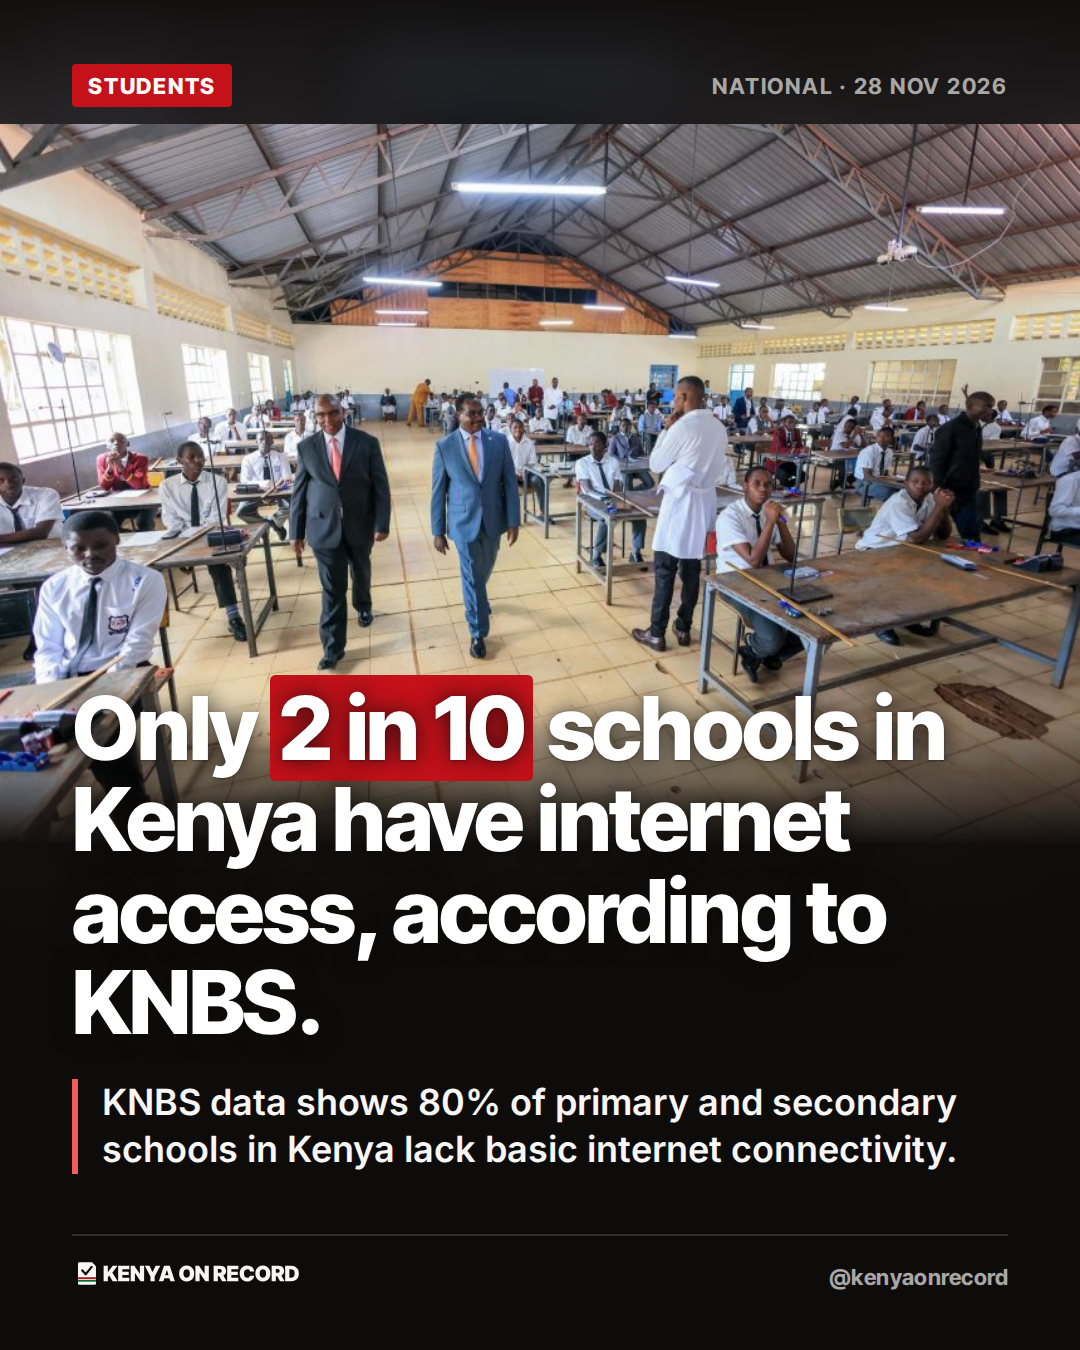 STUDENTS
NATIONAL · 28 NOV 2026
Only 2 in 10 schools in
Kenya have internet
access, according to
KNBS.
KNBS data shows 80% of primary and secondary
schools in Kenya lack basic internet connectivity.
KENYA ON RECORD
@kenyaonrecord